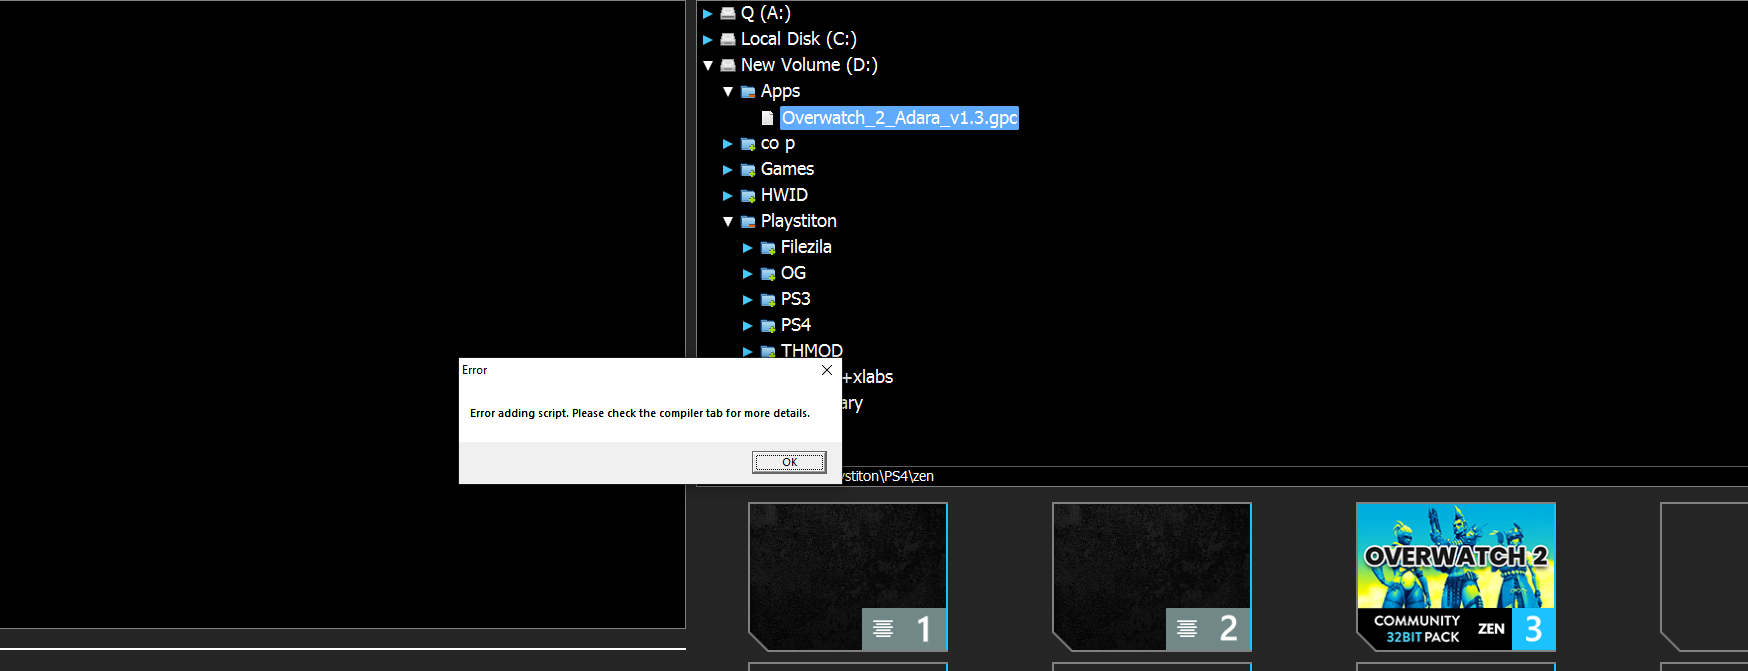 Q (A:)
Local Disk (C:)
New Volume (D:)
Apps
Overwatch_2_Adara_v1.3.gpc
co p
Games
HWID
Playstiton
Filezila
OG
PS3
PS4
THMOD
+xlabs
ary
Error
Error adding script. Please check the compiler tab for more details.
OK
ystiton\PS4\zen
1
2
OVERWATCH 2
COMMUNITY
32BIT PACK
ZEN
3